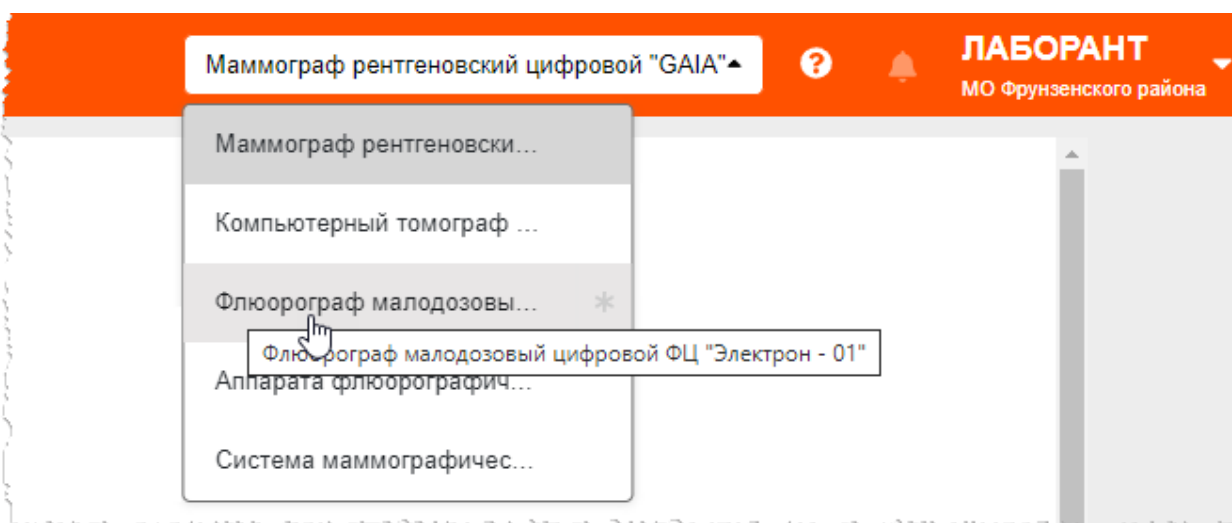 Маммограф рентгеновский цифровой "GAIA"
ЛАБОРАНТ
МО Фрунзенского района
Маммограф рентгеновски...
Компьютерный томограф ...
Флюорограф малодозовы...
Флюорограф малодозовый цифровой ФЦ "Электрон - 01"
Аппарата флюорографич...
Система маммографичес...